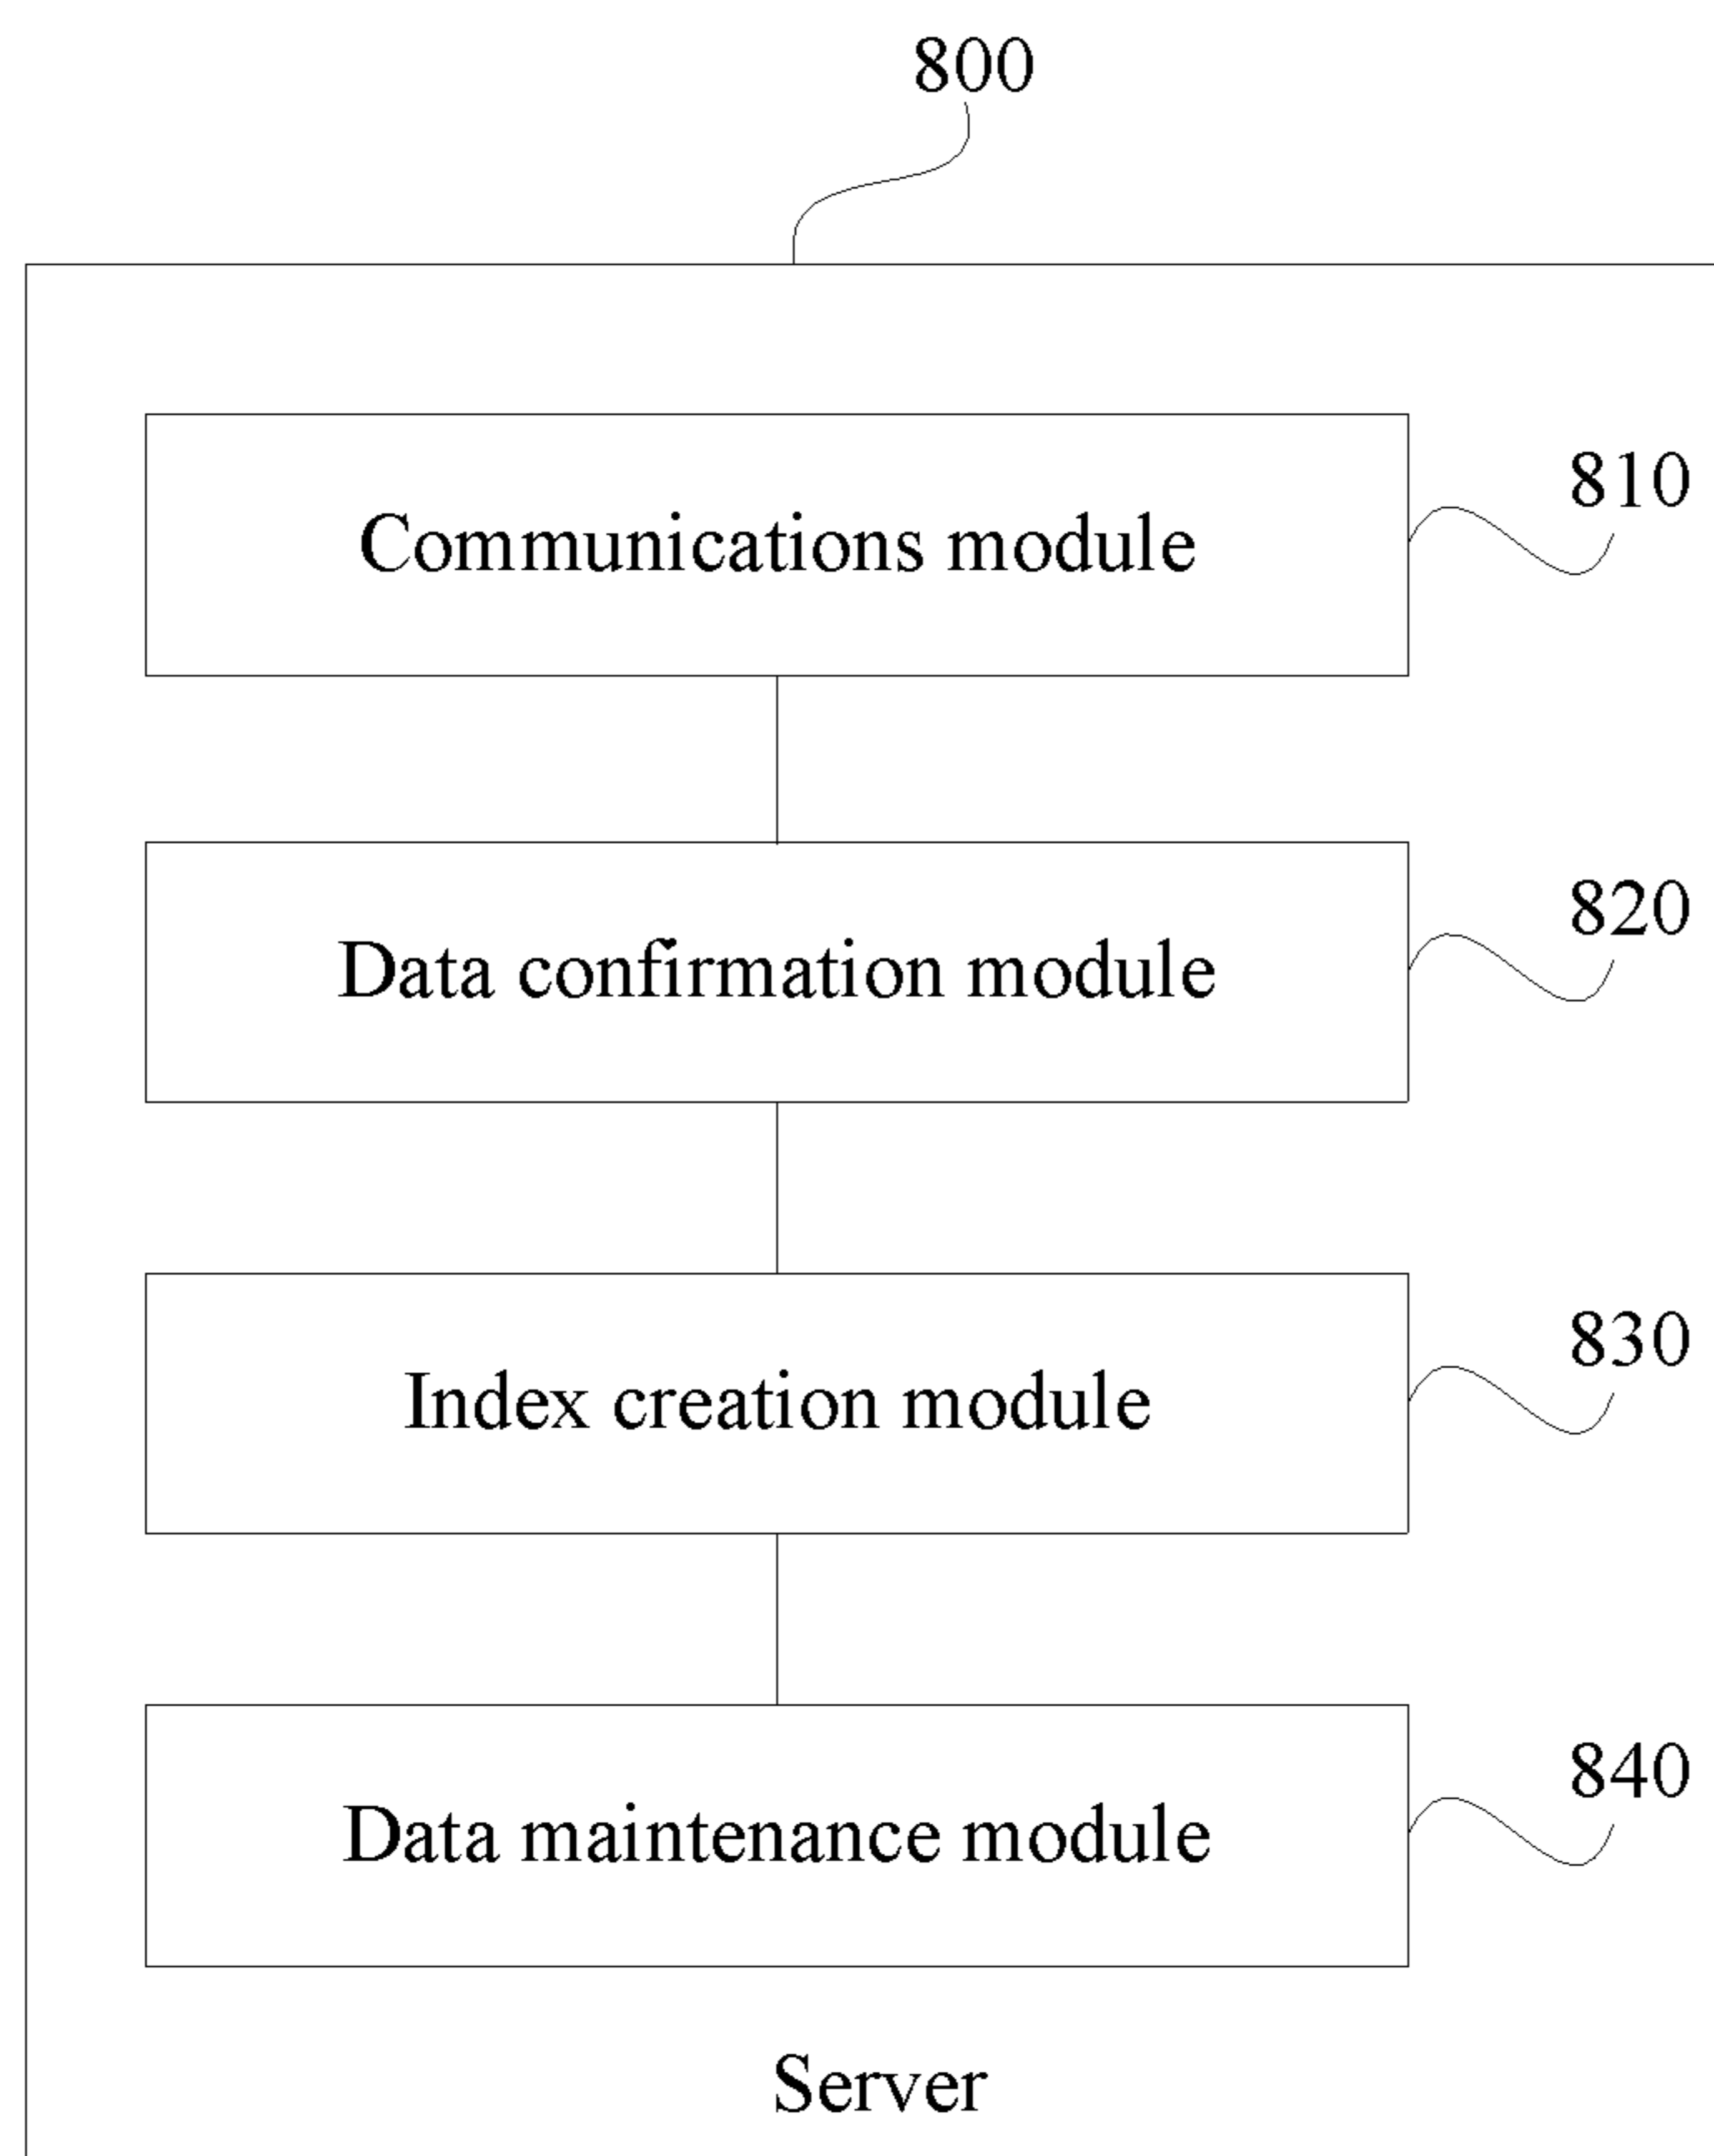 800
Communications module
810
Data confirmation module
820
Index creation module
830
Data maintenance module
840
Server